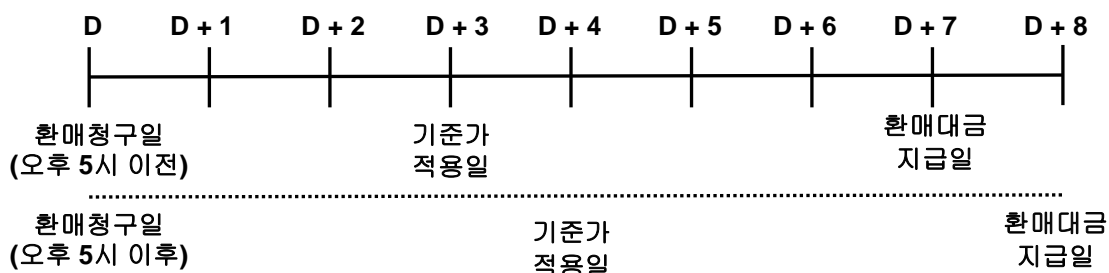 D D + 1 D + 2 D + 3 D + 4 D + 5 D + 6 D + 7 D + 8
환매청구일
(오후 5시 이전)
기준가
적용일
환매대금
지급일
환매청구일
(오후 5시 이후)
기준가
적용일
환매대금
지급일